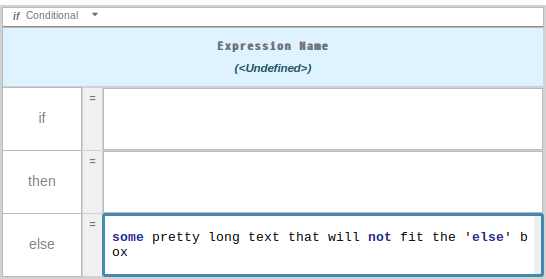 if Conditional
Expression Name
(<Undefined>)
if =
then =
else =
some pretty long text that will not fit the 'else' b
ox